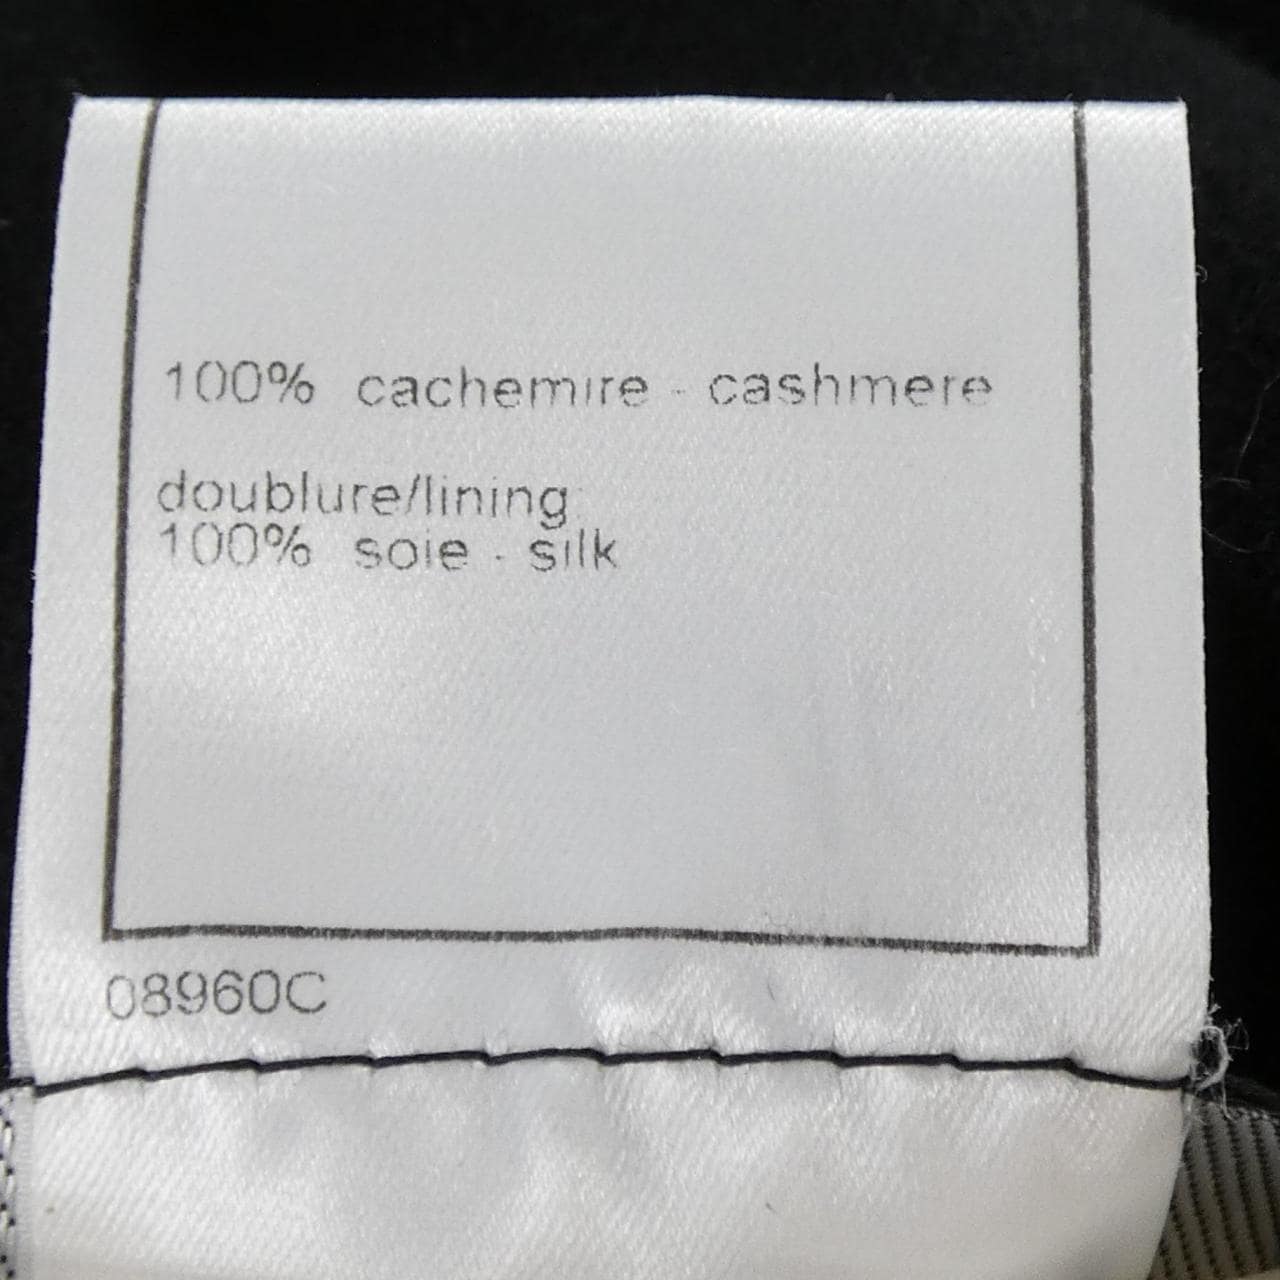 100% cachemire - cashmere
doublure/lining:
100% soie - silk
08960C